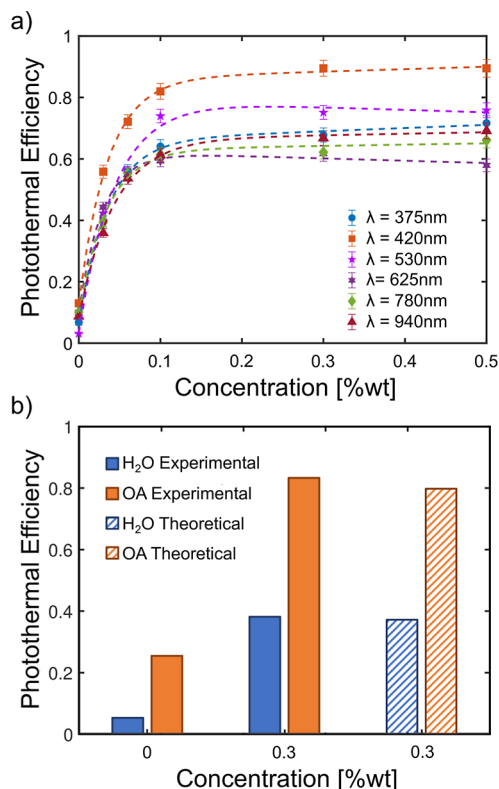 a)
1
0.8
0.6
0.4
0.2
0
Photothermal Efficiency
λ = 375nm
λ = 420nm
λ = 530nm
λ= 625nm
λ = 780nm
λ = 940nm
0 0.1 0.2 0.3 0.4 0.5
Concentration [%wt]
b)
1
0.8
0.6
0.4
0.2
0
Photothermal Efficiency
H₂O Experimental
OA Experimental
H₂O Theoretical
OA Theoretical
0 0.3 0.3
Concentration [%wt]